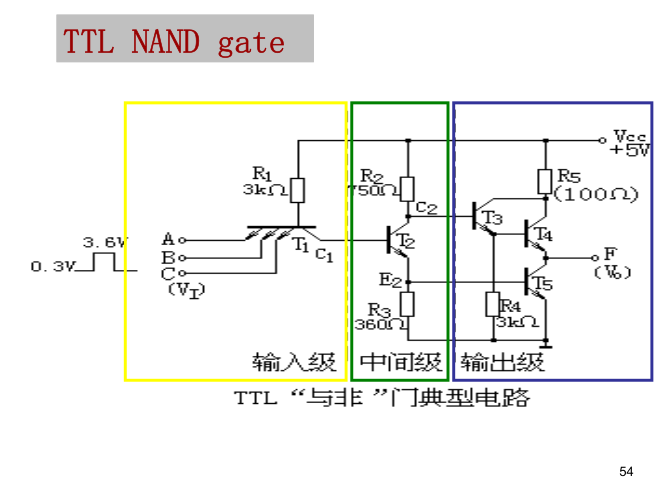 TTL NAND gate
Vcc
+5V
R1
3kΩ
R2
750Ω
R5
(100Ω)
C2
T3
3.6V
A
T1
C1
T2
T4
0.3V
B
F
C
(Vo)
(VI)
E2
T5
R3
360Ω
R4
3kΩ
输入级
中间级
输出级
TTL “与非 ”门典型电路
54